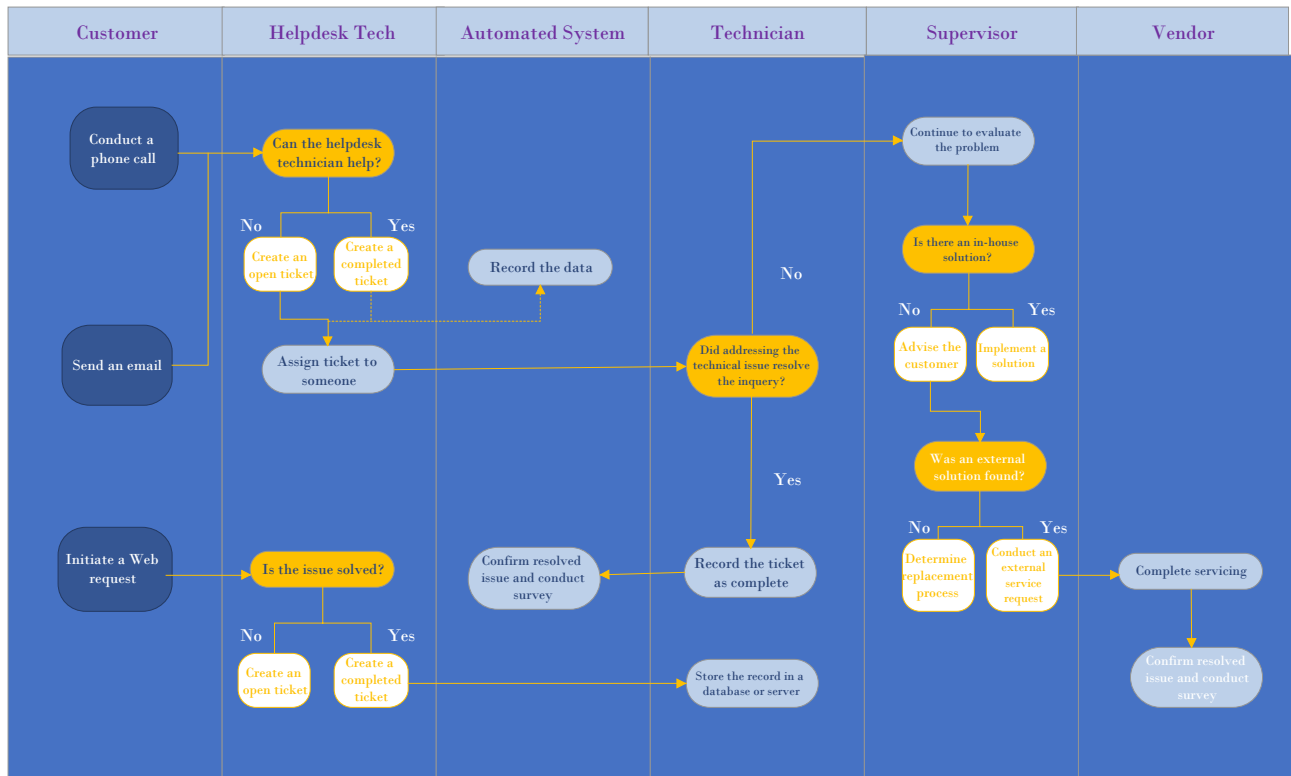 Customer
Helpdesk Tech
Automated System
Technician
Supervisor
Vendor
Conduct a
phone call
Send an email
Initiate a Web
request
Can the helpdesk
technician help?
No
Yes
Create an
open ticket
Create a
completed
ticket
Assign ticket to
someone
Is the issue solved?
No
Yes
Create an
open ticket
Create a
completed
ticket
Record the data
Confirm resolved
issue and conduct
survey
No
Did addressing the
technical issue resolve
the inquery?
Yes
Record the ticket
as complete
Store the record in a
database or server
Continue to evaluate
the problem
Is there an in-house
solution?
No
Yes
Advise the
customer
Implement a
solution
Was an external
solution found?
No
Yes
Determine
replacement
process
Conduct an
external
service
request
Complete servicing
Confirm resolved
issue and conduct
survey